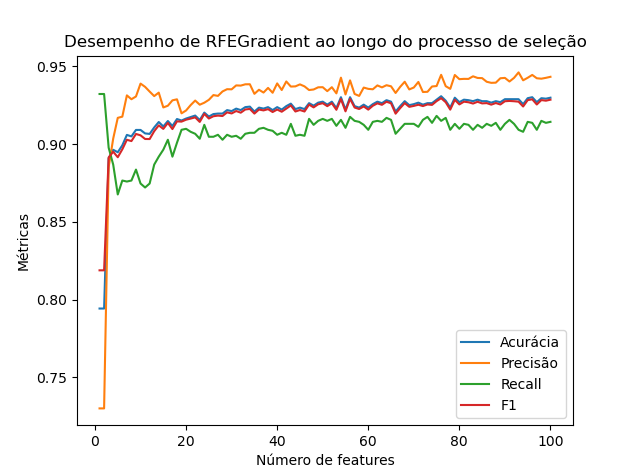 Desempenho de RFEGradient ao longo do processo de seleção
Métricas
0.95
0.90
0.85
0.80
0.75
0 20 40 60 80 100
Número de features
Acurácia
Precisão
Recall
F1